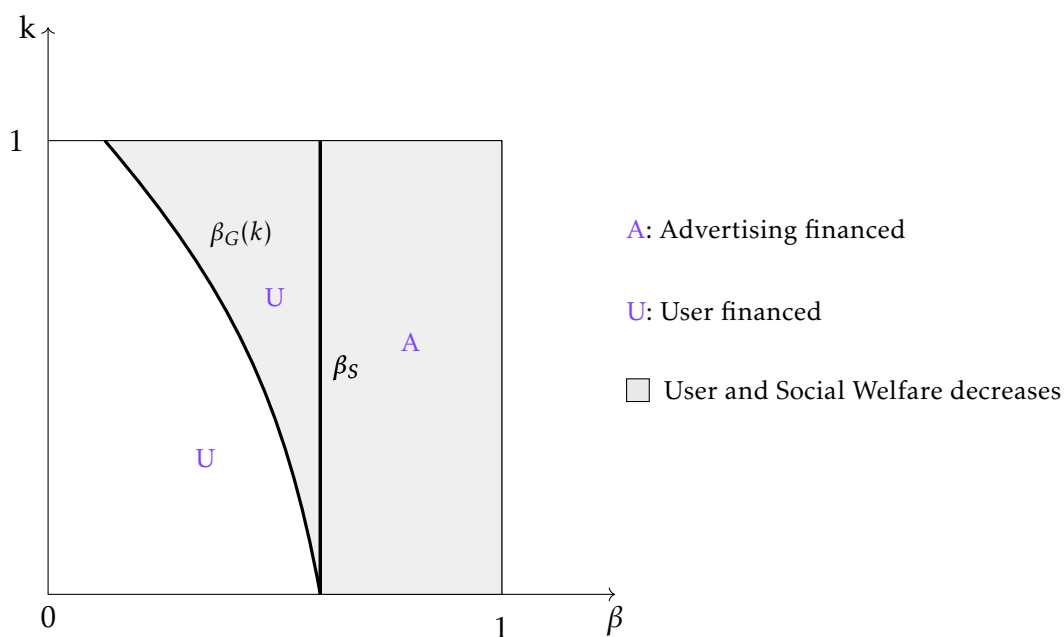 k
1
β_G(k)
U
A: Advertising financed
U: User financed
A
β_S
User and Social Welfare decreases
U
0
1
β